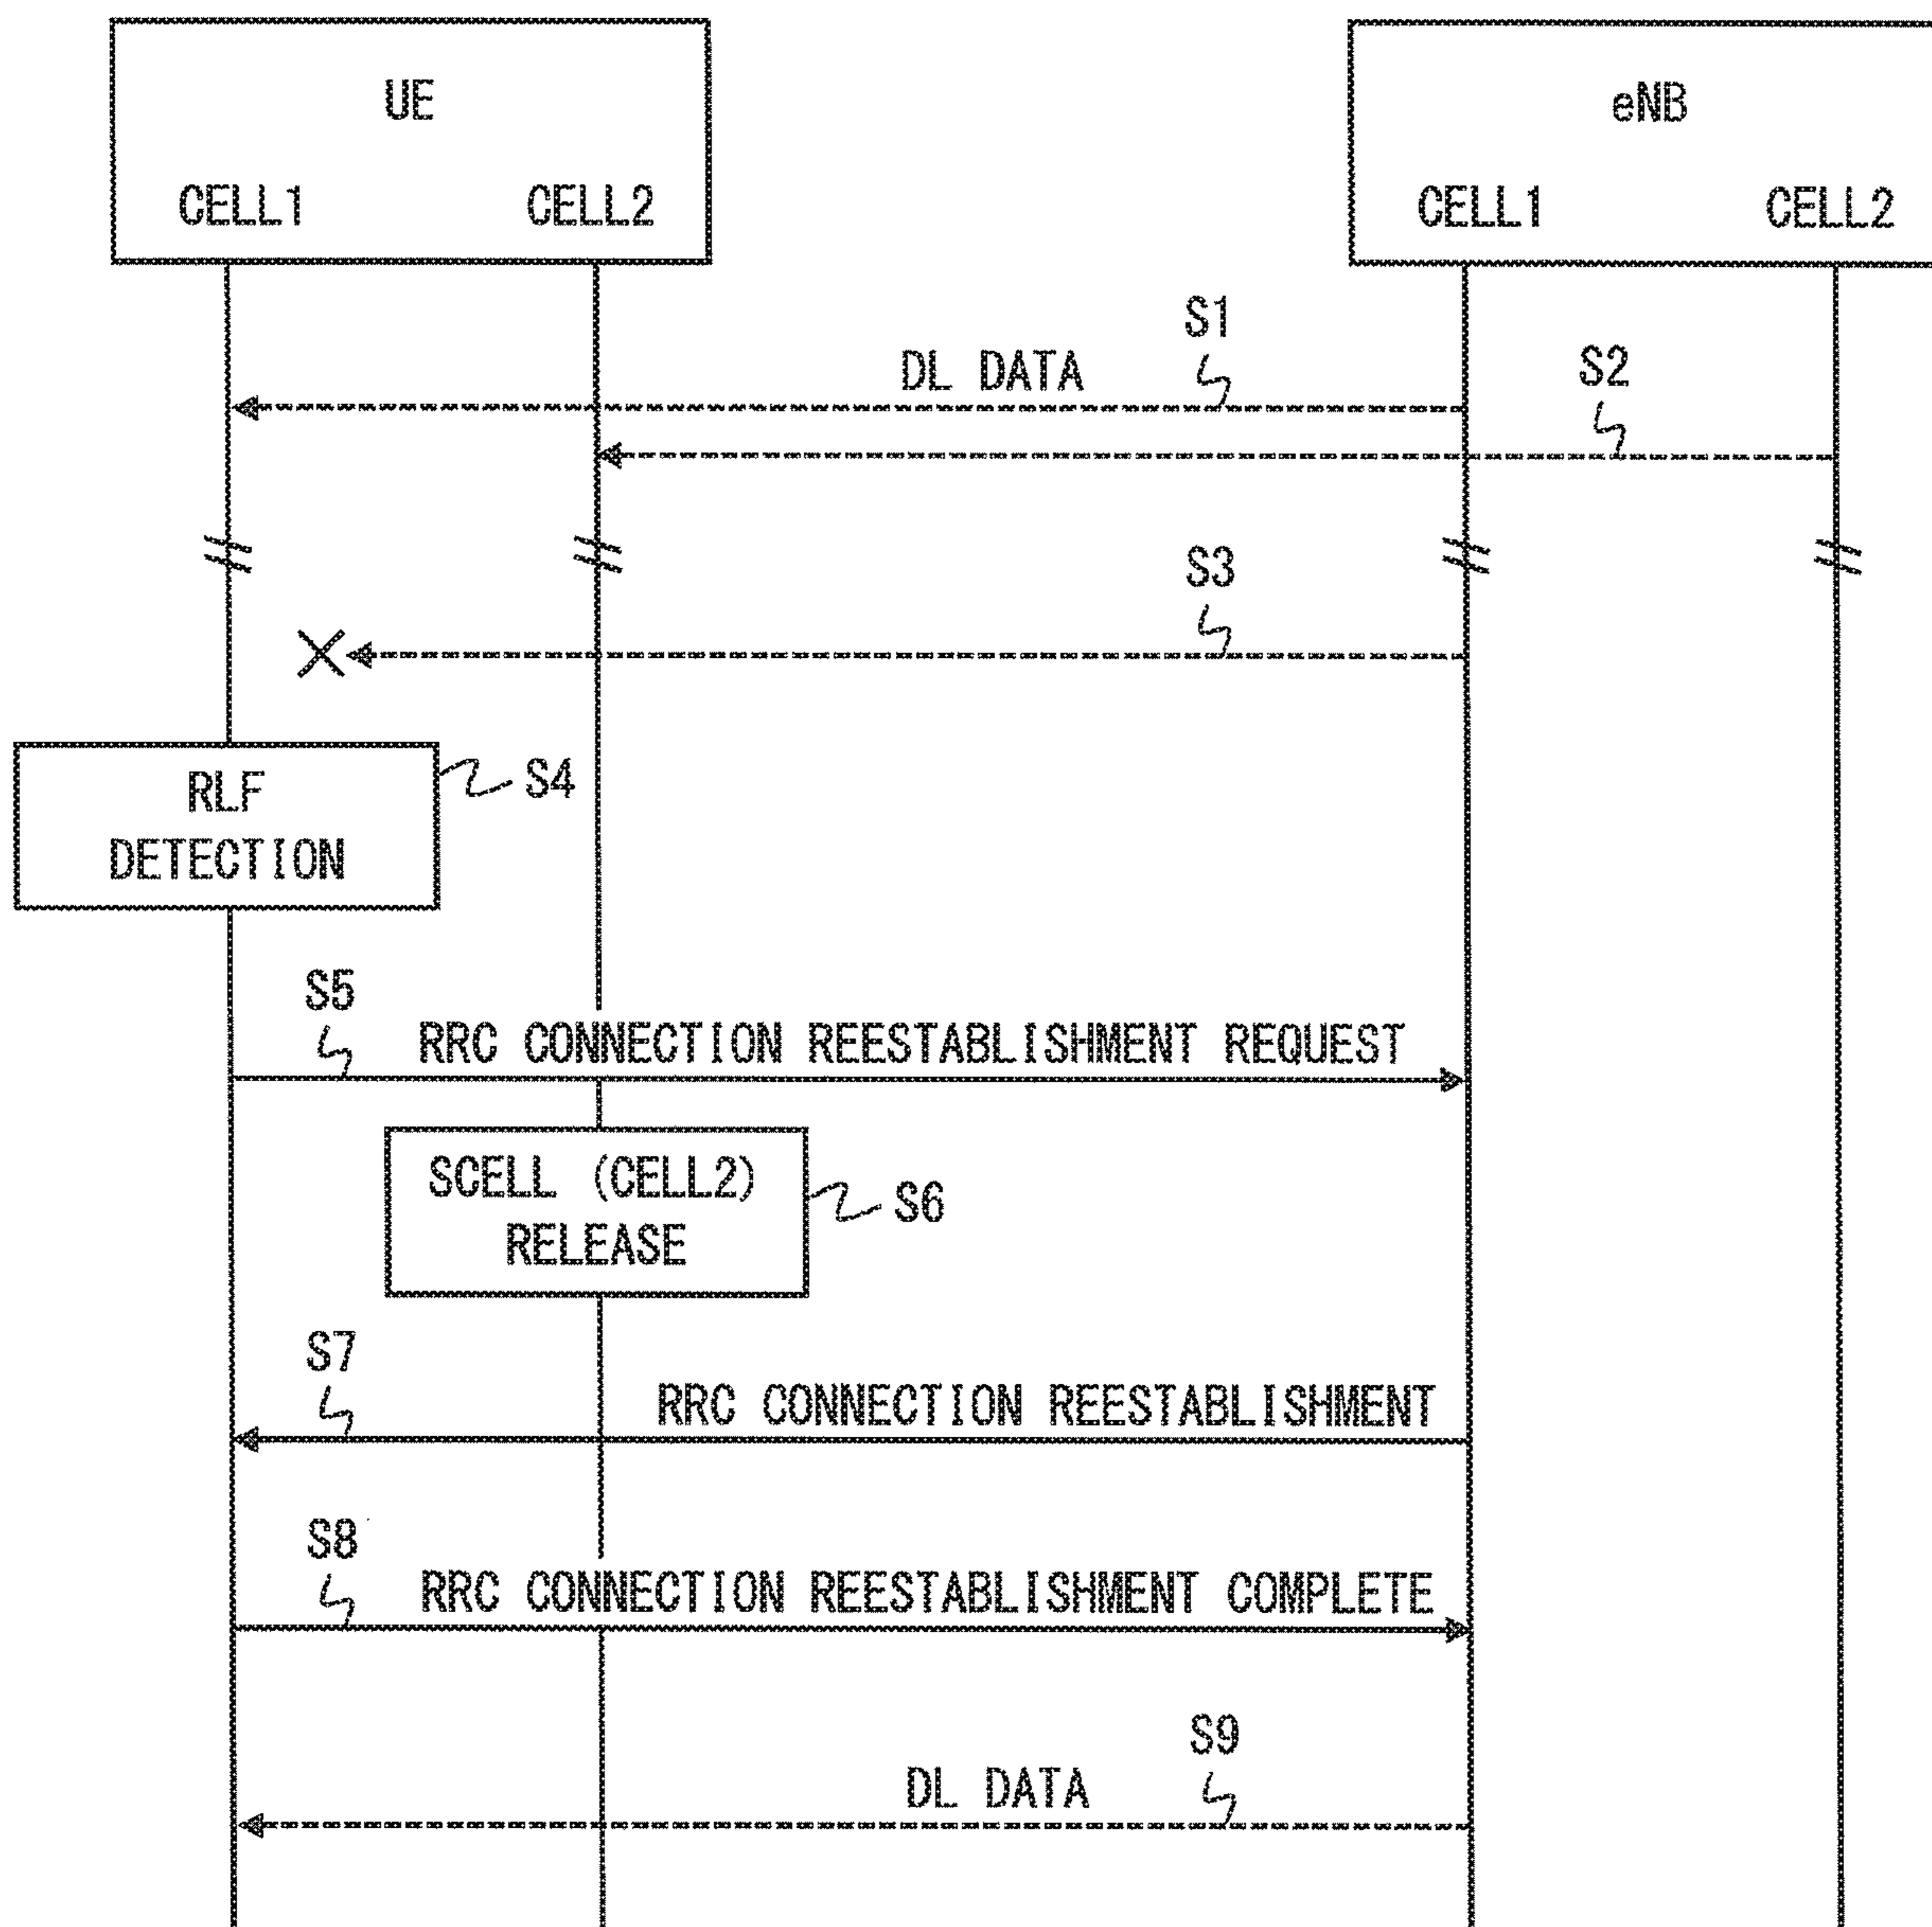 UE
eNB
CELL1 CELL2
CELL1 CELL2
S1
DL DATA
S2
S3
S4
RLF
DETECTION
S5
RRC CONNECTION REESTABLISHMENT REQUEST
SCELL (CELL2)
RELEASE
S6
S7
RRC CONNECTION REESTABLISHMENT
S8
RRC CONNECTION REESTABLISHMENT COMPLETE
S9
DL DATA